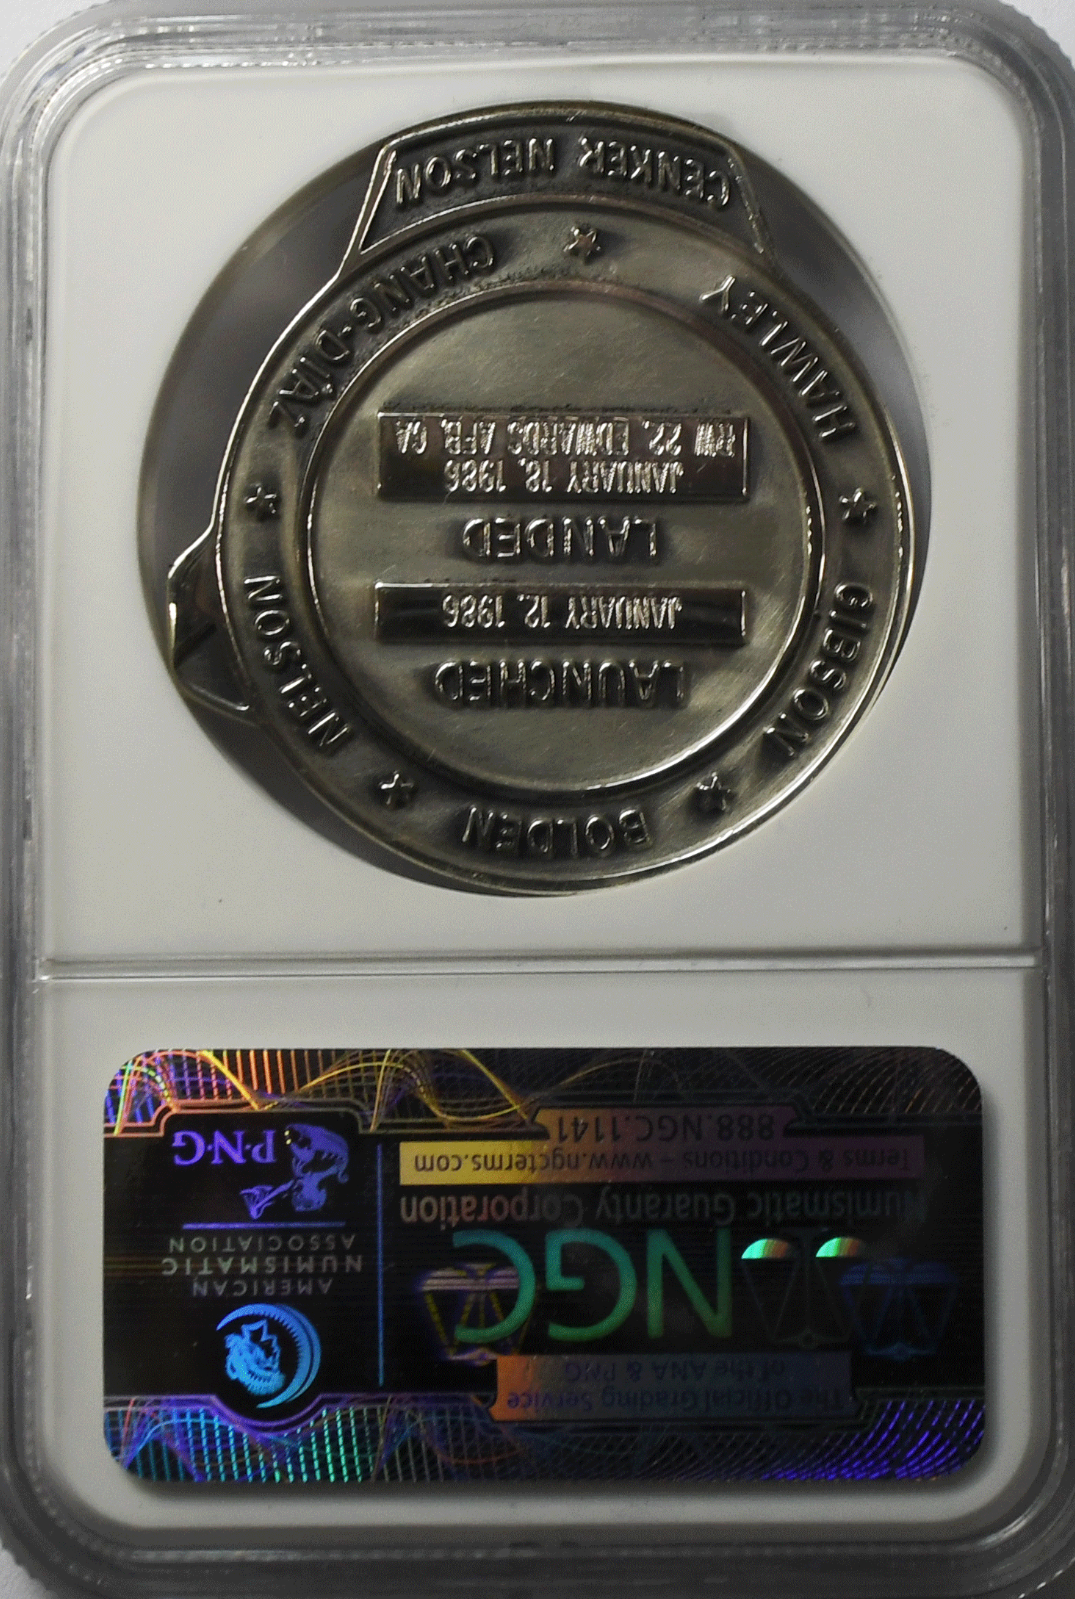 The Official Grading Service
of the ANA & PNG
NGC
Numismatic Guaranty Corporation
Terms & Conditions – www.ngcterms.com
888.NGC.1141
AMERICAN
NUMISMATIC
ASSOCIATION
P·N·G
BOLDEN ★ GIBSON ★ HAWLEY ★ CHANG-DÍAZ ★ NELSON ★
LAUNCHED
JANUARY 12, 1986
LANDED
JANUARY 18, 1986
RW 22, EDWARDS AFB, CA
CENKER NELSON